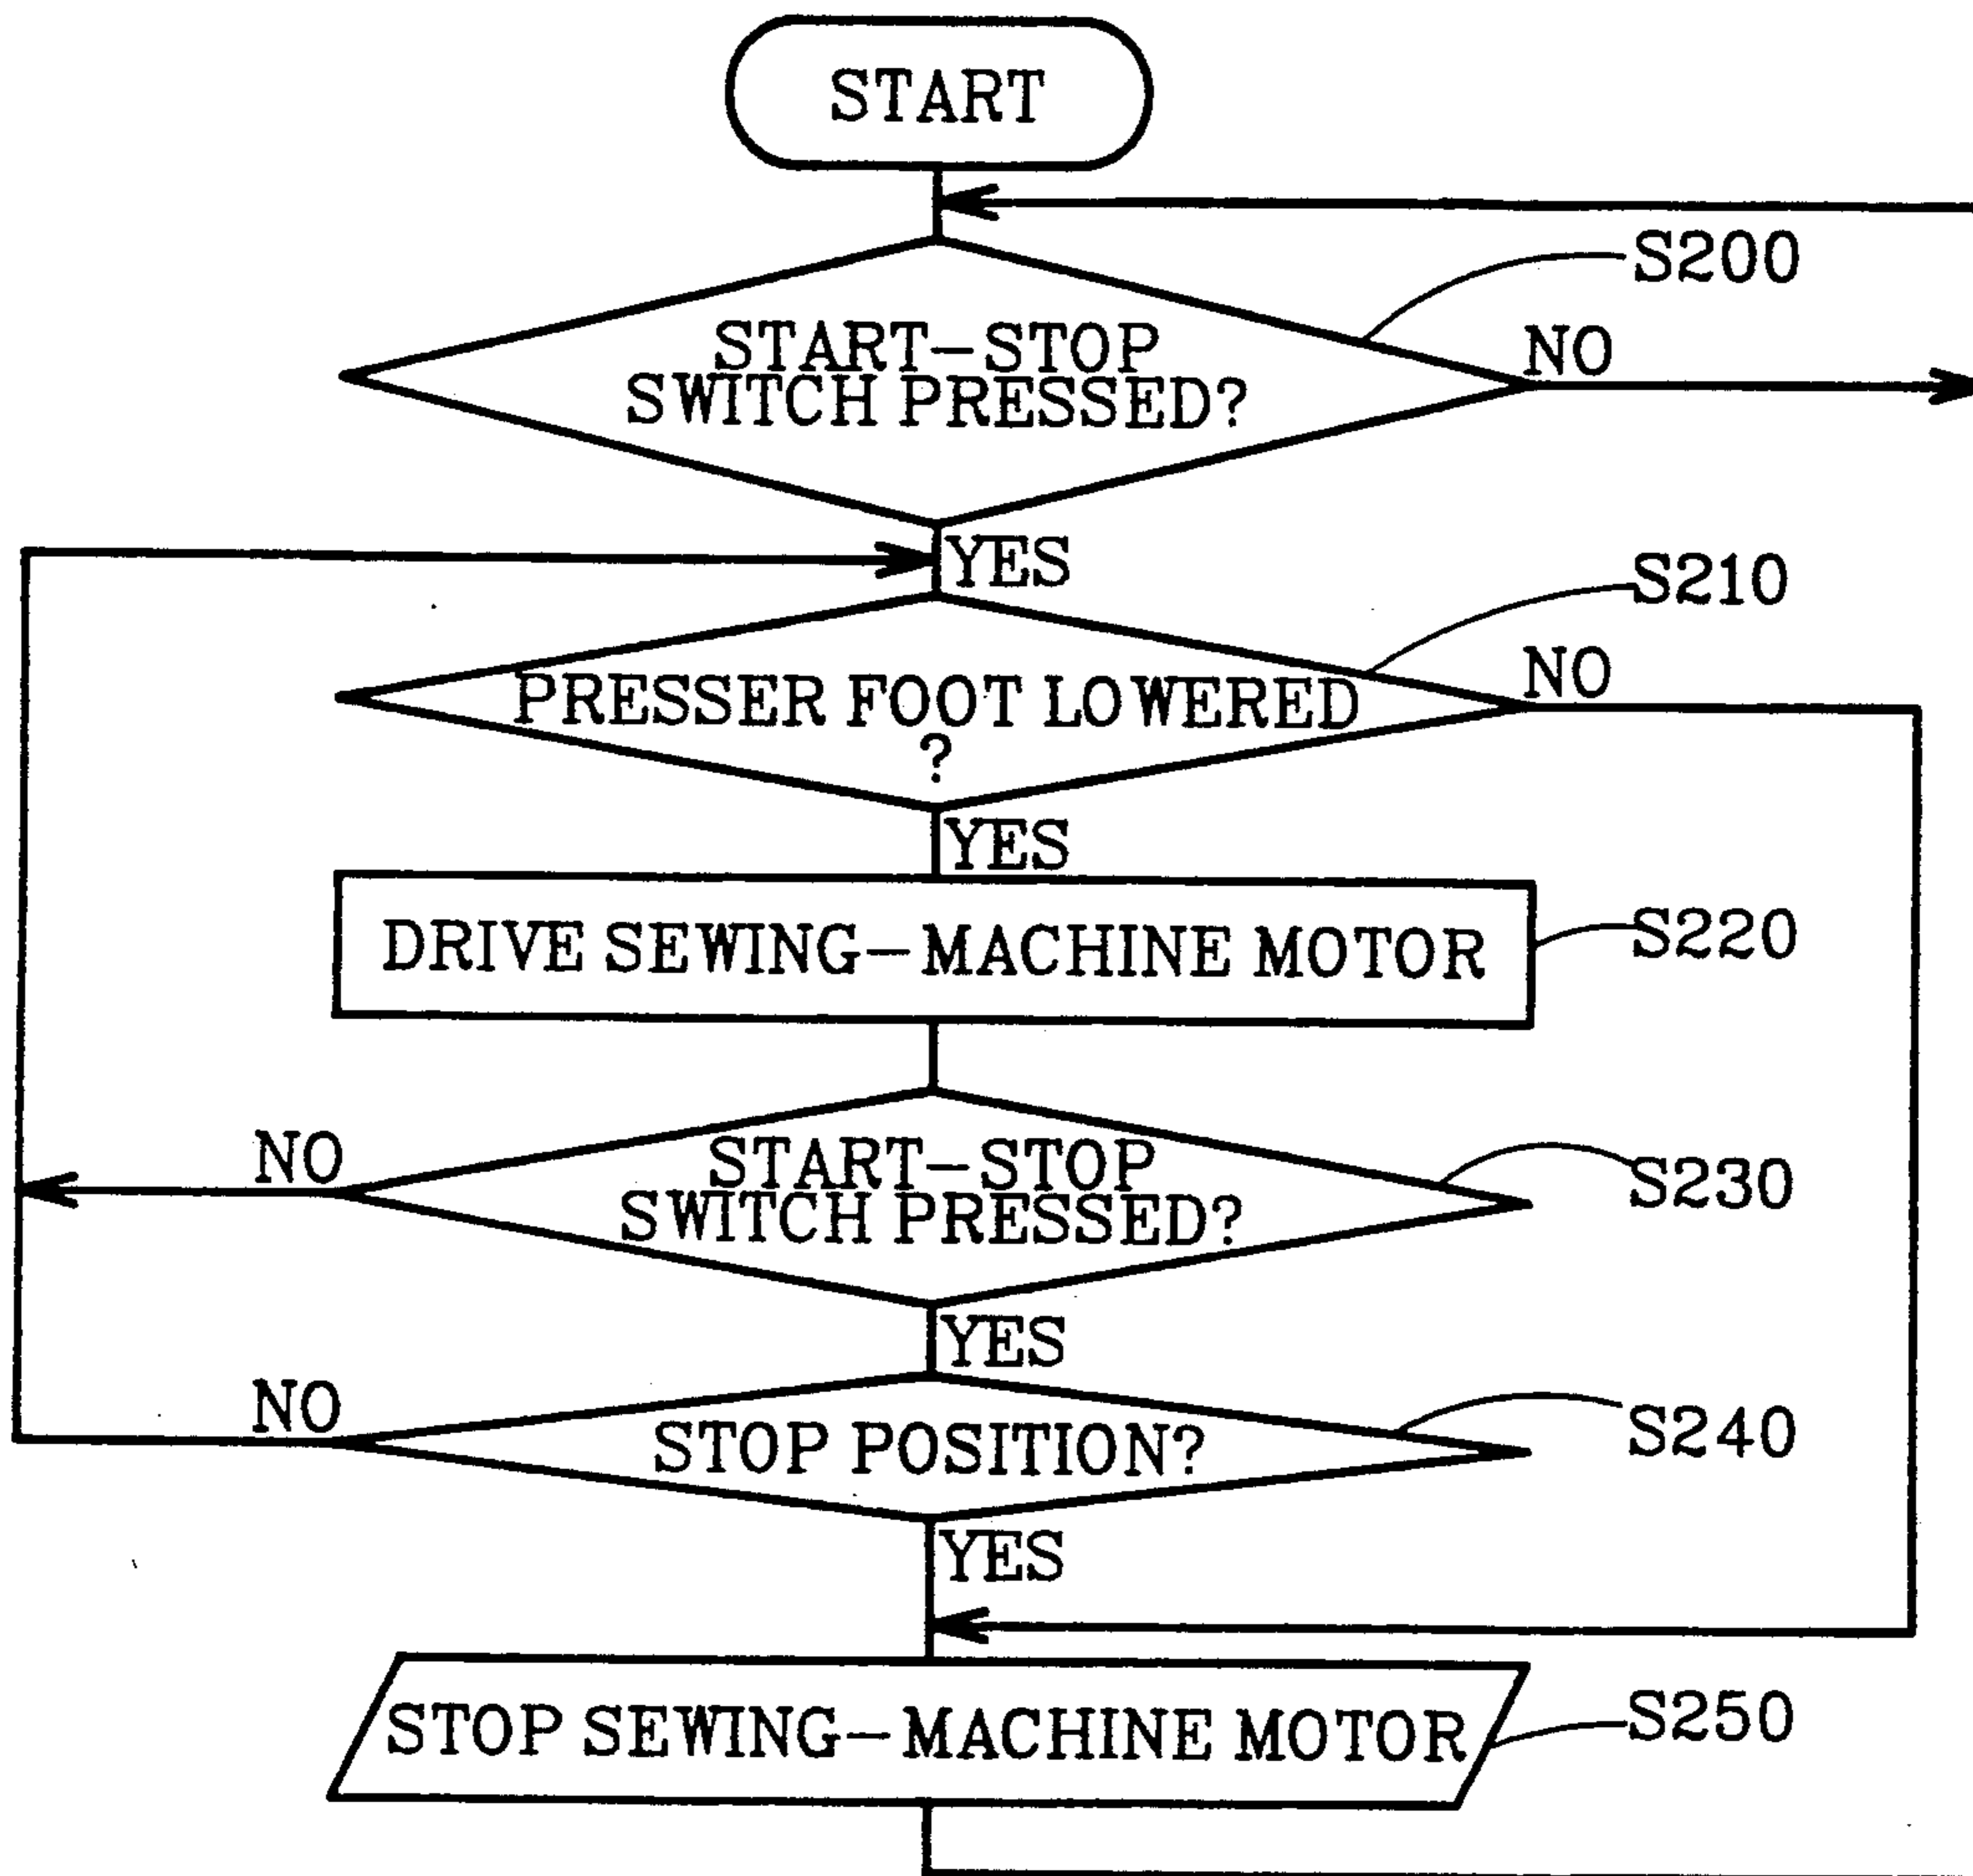 START
S200
START-STOP
SWITCH PRESSED?
NO
YES
S210
PRESSER FOOT LOWERED
?
NO
YES
DRIVE SEWING-MACHINE MOTOR
S220
START-STOP
SWITCH PRESSED?
NO
S230
YES
STOP POSITION?
NO
S240
YES
STOP SEWING-MACHINE MOTOR
S250